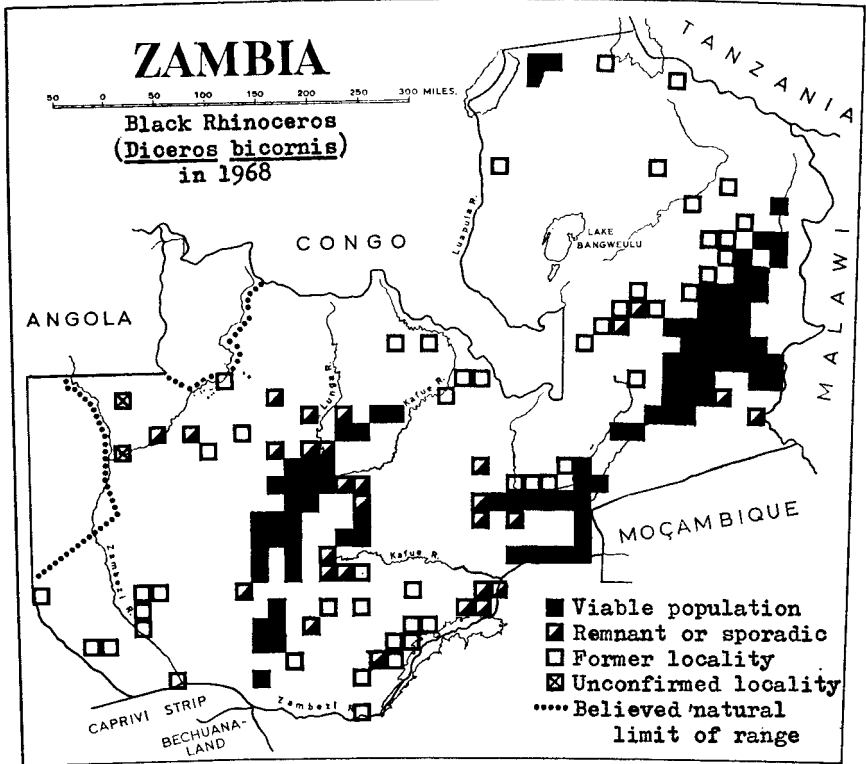 ZAMBIA
50 0 50 100 150 200 300 MILES.
Black Rhinoceros
(Diceros bicornis)
in 1968
TANZANIA
CONGO
ANGOLA
MALAWI
Luapula R.
LAKE
BANGWEULU
Lunga R.
Kafue R.
MOÇAMBIQUE
Kafue R.
Zambezi R.
Zambezi R.
CAPRIVI STRIP
BECHUANA-
LAND
Viable population
Remnant or sporadic
Former locality
Unconfirmed locality
Believed natural
limit of range